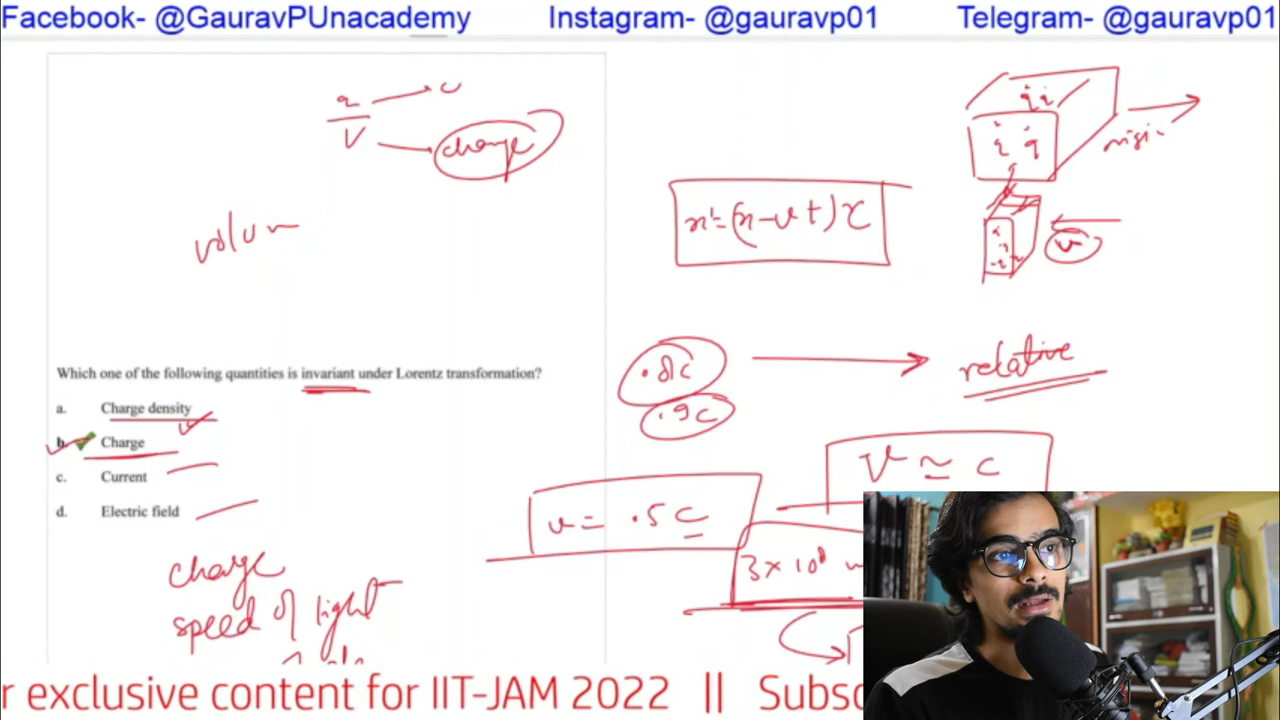 Facebook- @GauravPUnacademy Instagram- @gauravp01 Telegram- @gauravp01
q/V → c
→ charge
volum
x'=(x-vt)γ
q q
q q
v
Which one of the following quantities is invariant under Lorentz transformation?
a. Charge density
b. Charge
c. Current
d. Electric field
.8c → relative
.9c
V ≃ c
v = .5c
3×10⁸ m
charge
speed of light
r exclusive content for IIT-JAM 2022 || Subsc